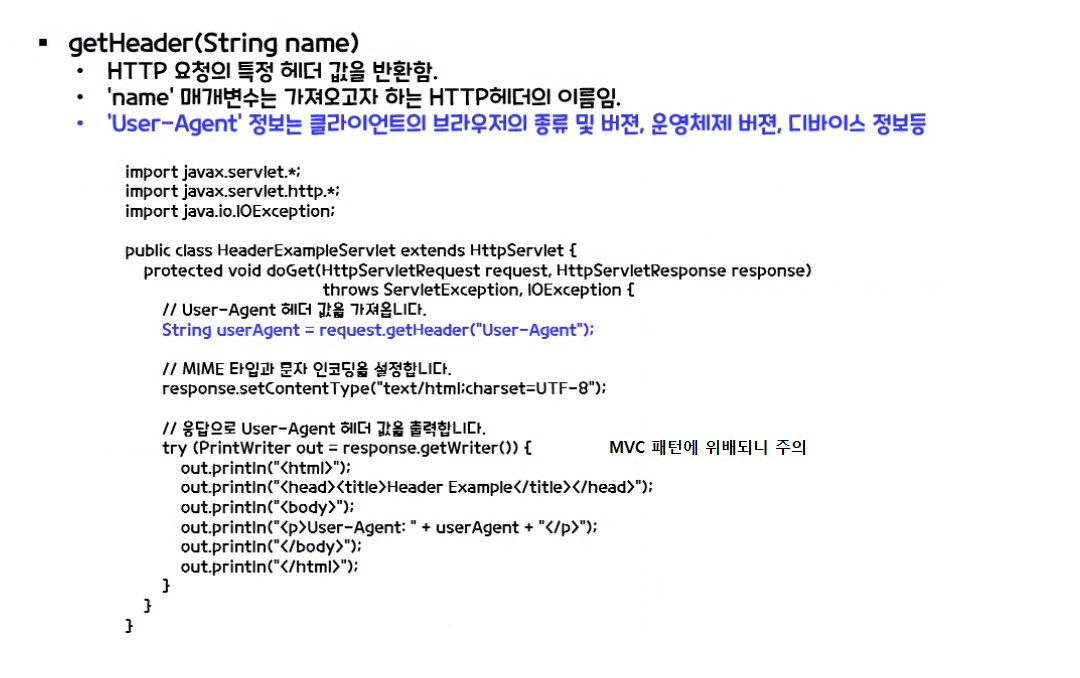 ▪ getHeader(String name)
• HTTP 요청의 특정 헤더 값을 반환함.
• 'name' 매개변수는 가져오고자 하는 HTTP헤더의 이름임.
• 'User-Agent' 정보는 클라이언트의 브라우저의 종류 및 버젼, 운영체제 버젼, 디바이스 정보등
import javax.servlet.*;
import javax.servlet.http.*;
import java.io.IOException;
public class HeaderExampleServlet extends HttpServlet {
protected void doGet(HttpServletRequest request, HttpServletResponse response)
throws ServletException, IOException {
// User-Agent 헤더 값을 가져옵니다.
String userAgent = request.getHeader("User-Agent");
// MIME 타입과 문자 인코딩을 설정합니다.
response.setContentType("text/html;charset=UTF-8");
// 응답으로 User-Agent 헤더 값을 출력합니다.
try (PrintWriter out = response.getWriter()) { MVC 패턴에 위배되니 주의
out.println("<html>");
out.println("<head><title>Header Example</title></head>");
out.println("<body>");
out.println("<p>User-Agent: " + userAgent + "</p>");
out.println("</body>");
out.println("</html>");
}
}
}